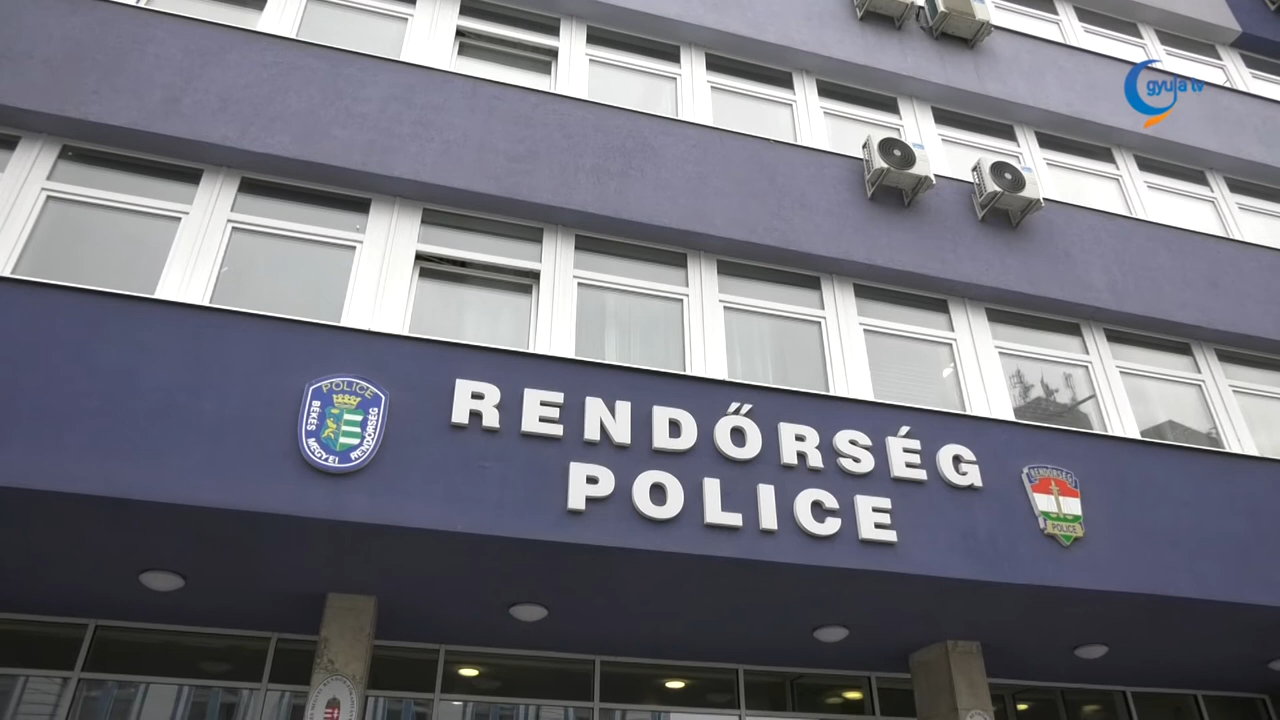 gyula tv
POLICE
BÉKÉS MEGYEI RENDŐRSÉG
RENDŐRSÉG
POLICE
RENDŐRSÉG
POLICE